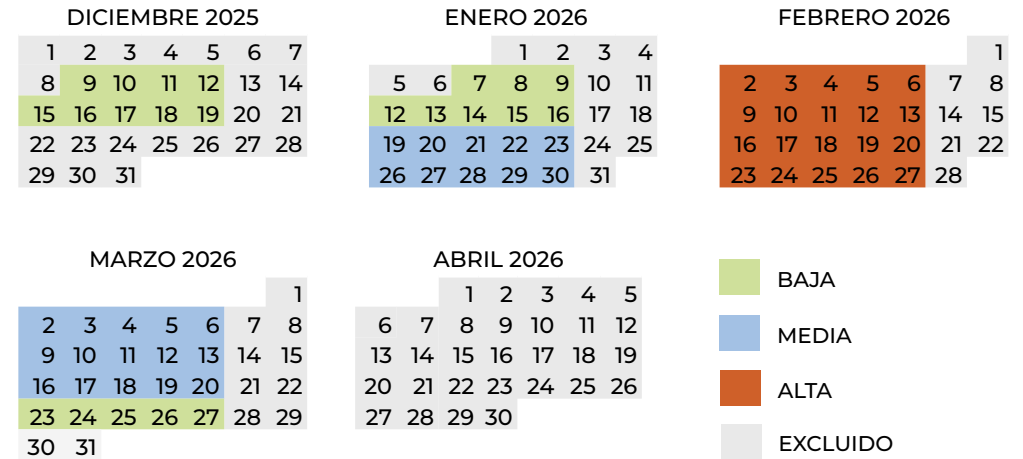 DICIEMBRE 2025
1 2 3 4 5 6 7
8 9 10 11 12 13 14
15 16 17 18 19 20 21
22 23 24 25 26 27 28
29 30 31
ENERO 2026
1 2 3 4
5 6 7 8 9 10 11
12 13 14 15 16 17 18
19 20 21 22 23 24 25
26 27 28 29 30 31
FEBRERO 2026
1
2 3 4 5 6 7 8
9 10 11 12 13 14 15
16 17 18 19 20 21 22
23 24 25 26 27 28
MARZO 2026
1
2 3 4 5 6 7 8
9 10 11 12 13 14 15
16 17 18 19 20 21 22
23 24 25 26 27 28 29
30 31
ABRIL 2026
1 2 3 4 5
6 7 8 9 10 11 12
13 14 15 16 17 18 19
20 21 22 23 24 25 26
27 28 29 30
BAJA
MEDIA
ALTA
EXCLUIDO